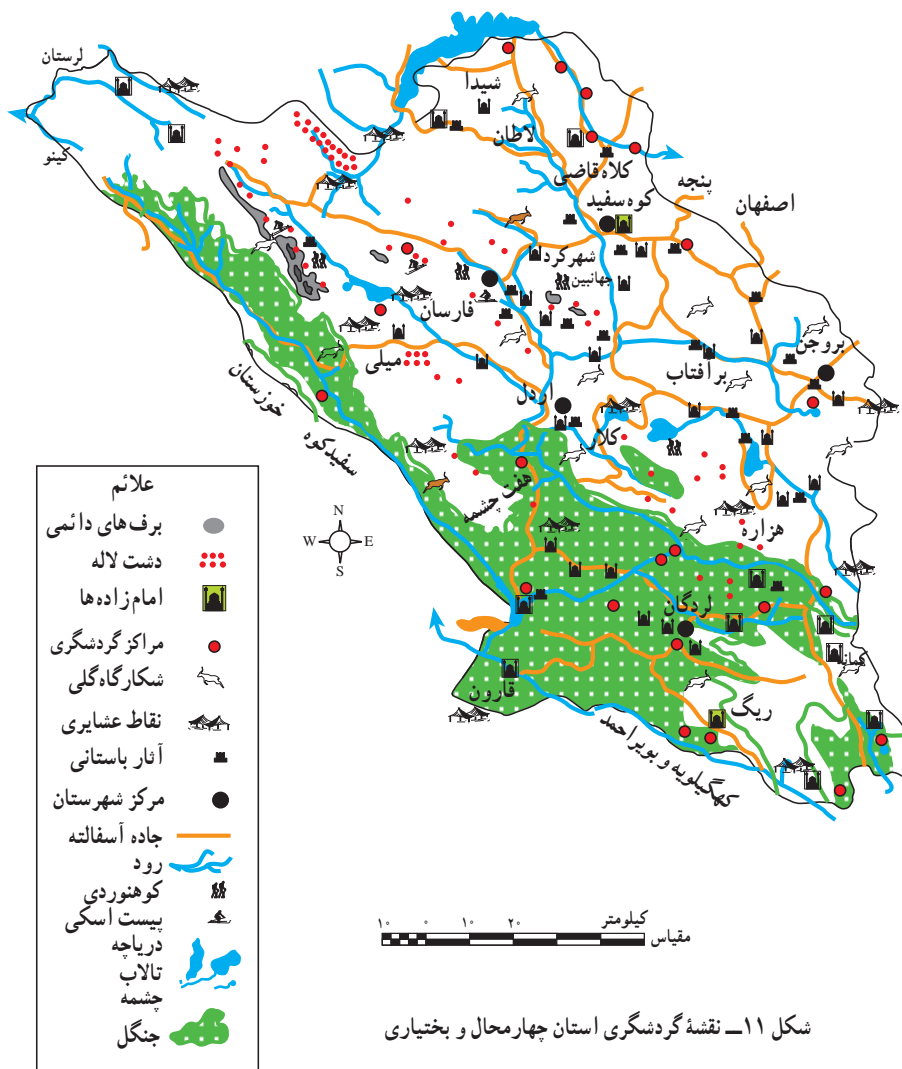 لرستان
کینو
شیدا
لاطان
کلاه قاضی
پنجه
اصفهان
کوه سفید
شهرکرد
جهانبین
فارسان
بروجن
میلی
برآفتاب
اردل
کلار
خوزستان
سفیدکوه
هفت چشمه
هزاره
لردگان
قارون
ریگ
کهگیلویه و بویراحمد
N
W
E
S
علائم
برف‌های دائمی
دشت لاله
امام‌زاده‌ها
مراکز گردشگری
شکارگاه گلی
نقاط عشایری
آثار باستانی
مرکز شهرستان
جاده آسفالته
رود
کوهنوردی
پیست اسکی
دریاچه
تالاب
چشمه
جنگل
۱۰ ۰ ۱۰ ۲۰ کیلومتر
مقیاس
شکل ۱۱ــ نقشهٔ گردشگری استان چهارمحال و بختیاری